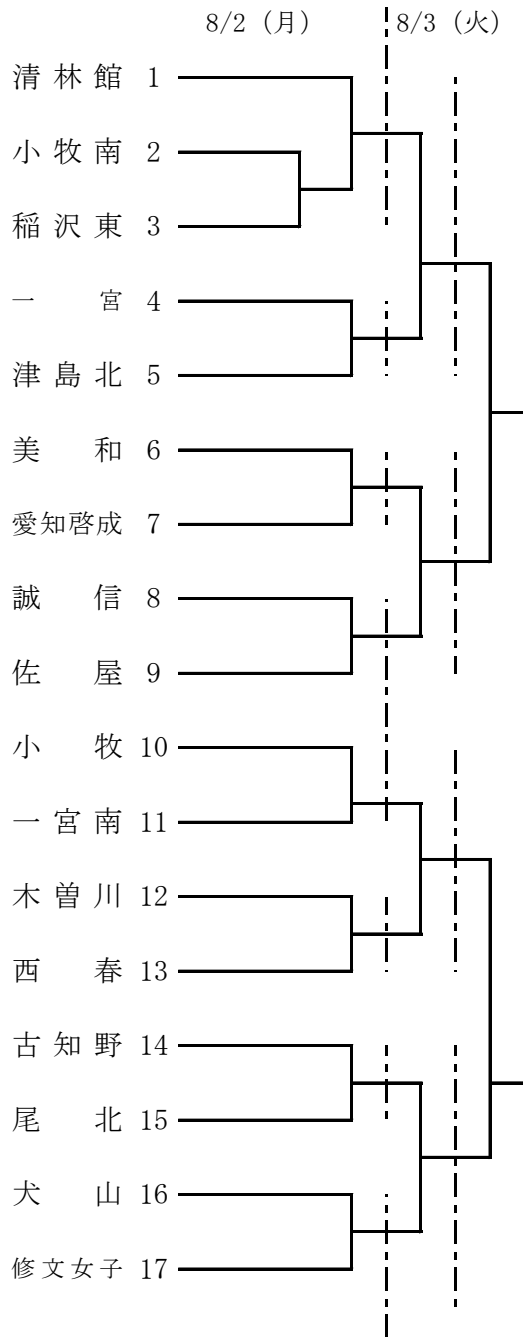 8/2 (月) 8/3 (火)
清林館 1
小牧南 2
稲沢東 3
一宮 4
津島北 5
美和 6
愛知啓成 7
誠信 8
佐屋 9
小牧 10
一宮南 11
木曽川 12
西春 13
古知野 14
尾北 15
犬山 16
修文女子 17